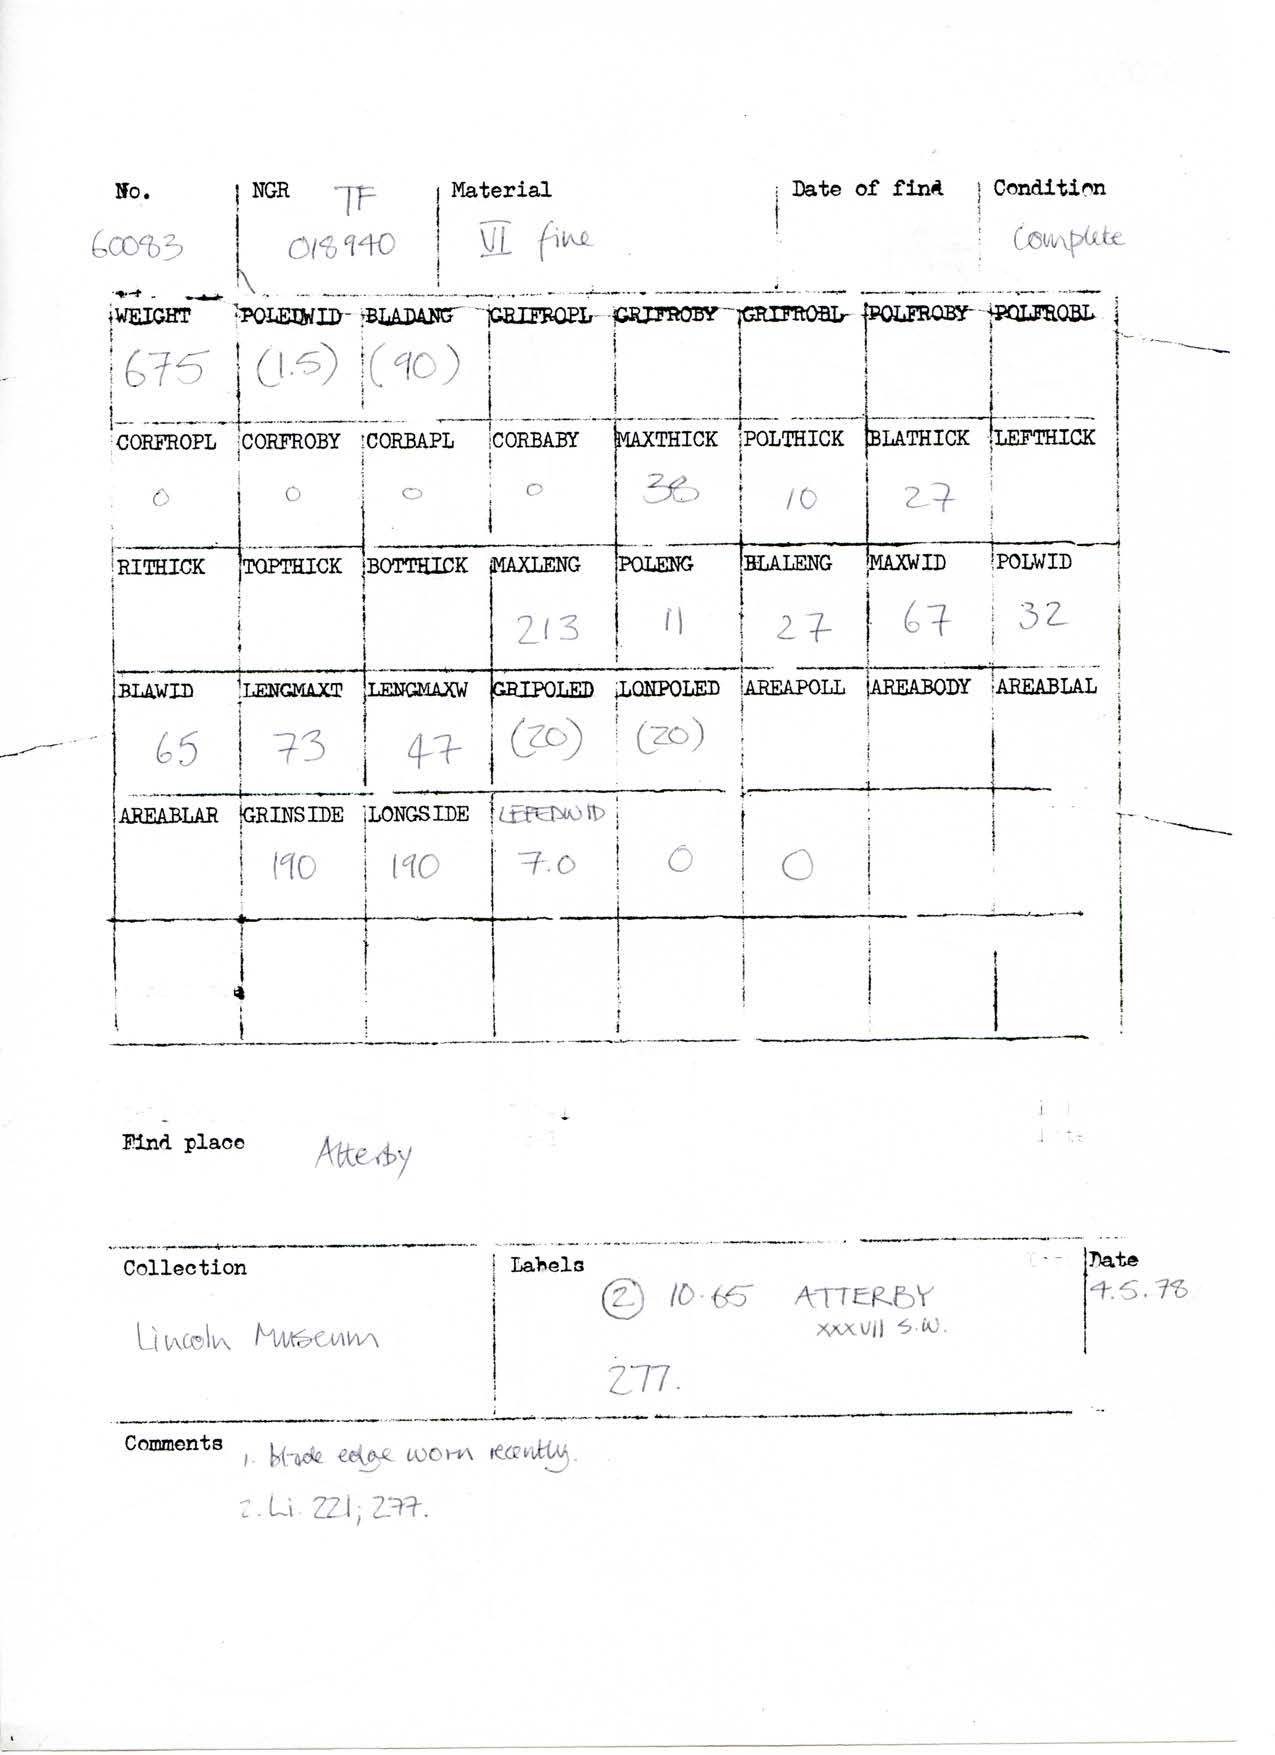 No. NGR TF Material Date of find Condition
60083 018940 VI fine Complete
WEIGHT POLEDWID BLADANG GRIFROPL GRIFROBY GRIFROBL POLFROBY POLFROBL
675 (1.5) (90)
CORFROPL CORFROBY CORBAPL CORBABY MAXTHICK POLTHICK BLATHICK LEFTHICK
0 0 0 0 38 10 27
RITHICK TOPTHICK BOTTHICK MAXLENG POLENG BLALENG MAXWID POLWID
213 11 27 67 32
BLAWID LENGMAXT LENGMAXW GRIPOLED LONPOLED AREAPOLL AREABODY AREABLAL
65 73 47 (20) (20)
AREABLAR GRINSIDE LONGSIDE LEFEDWID
190 190 7.0 0 0
Find place Atterby
Collection Labels Date
② 10.65 ATTERBY 4.5.78
Lincoln Museum XXXVII S.W.
277.
Comments 1. blade edge worn recently.
2. Li. 221; 277.